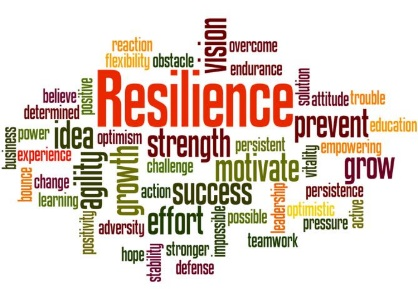 reaction
flexibility
obstacle
vision
overcome
endurance
Resilience
solution
attitude
trouble
believe
determined
positive
business
power
idea
optimism
strength
prevent
education
experience
persistent
empowering
bounce
change
agility
growth
challenge
motivate
vitality
grow
learning
action
success
leadership
persistence
optimistic
active
positivity
adversity
effort
impossible
possible
pressure
teamwork
hope
stability
stronger
defense